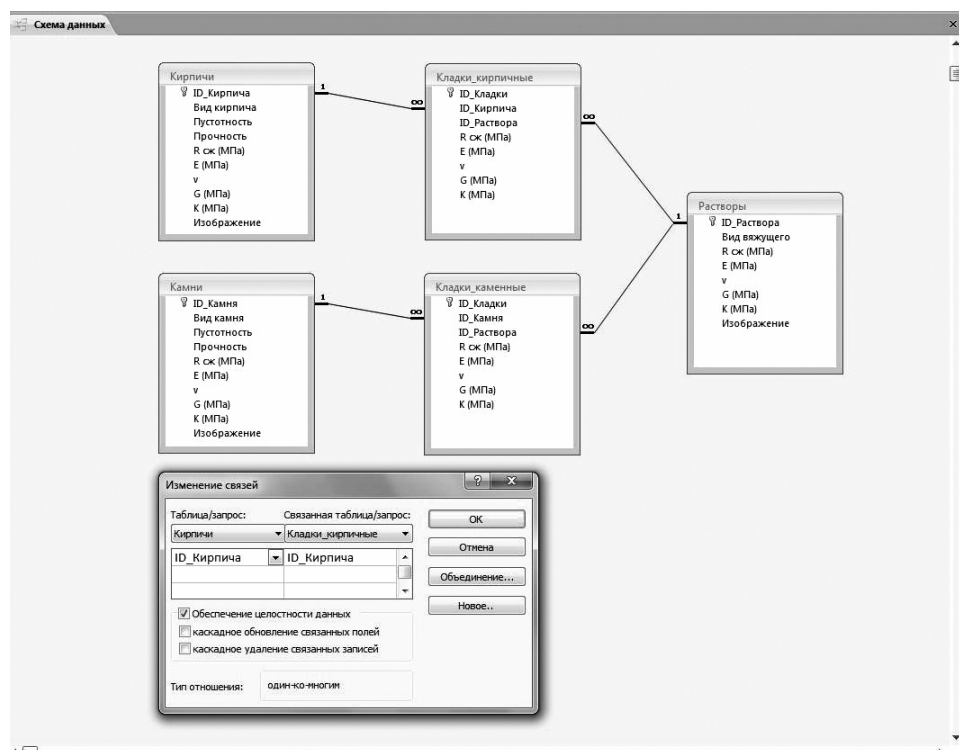 Схема данных
Кирпичи
ID_Кирпича
Вид кирпича
Пустотность
Прочность
R сж (МПа)
E (МПа)
v
G (МПа)
K (МПа)
Изображение
1
∞
Кладки_кирпичные
ID_Кладки
ID_Кирпича
ID_Раствора
R сж (МПа)
E (МПа)
v
G (МПа)
K (МПа)
∞
1
Растворы
ID_Раствора
Вид вяжущего
R сж (МПа)
E (МПа)
v
G (МПа)
K (МПа)
Изображение
Камни
ID_Камня
Вид камня
Пустотность
Прочность
R сж (МПа)
E (МПа)
v
G (МПа)
K (МПа)
Изображение
1
∞
Кладки_каменные
ID_Кладки
ID_Камня
ID_Раствора
R сж (МПа)
E (МПа)
v
G (МПа)
K (МПа)
∞
Изменение связей
Таблица/запрос: Связанная таблица/запрос:
Кирпичи Кладки_кирпичные
ID_Кирпича ID_Кирпича
Обеспечение целостности данных
каскадное обновление связанных полей
каскадное удаление связанных записей
Тип отношения: один-ко-многим
ОК
Отмена
Объединение...
Новое..